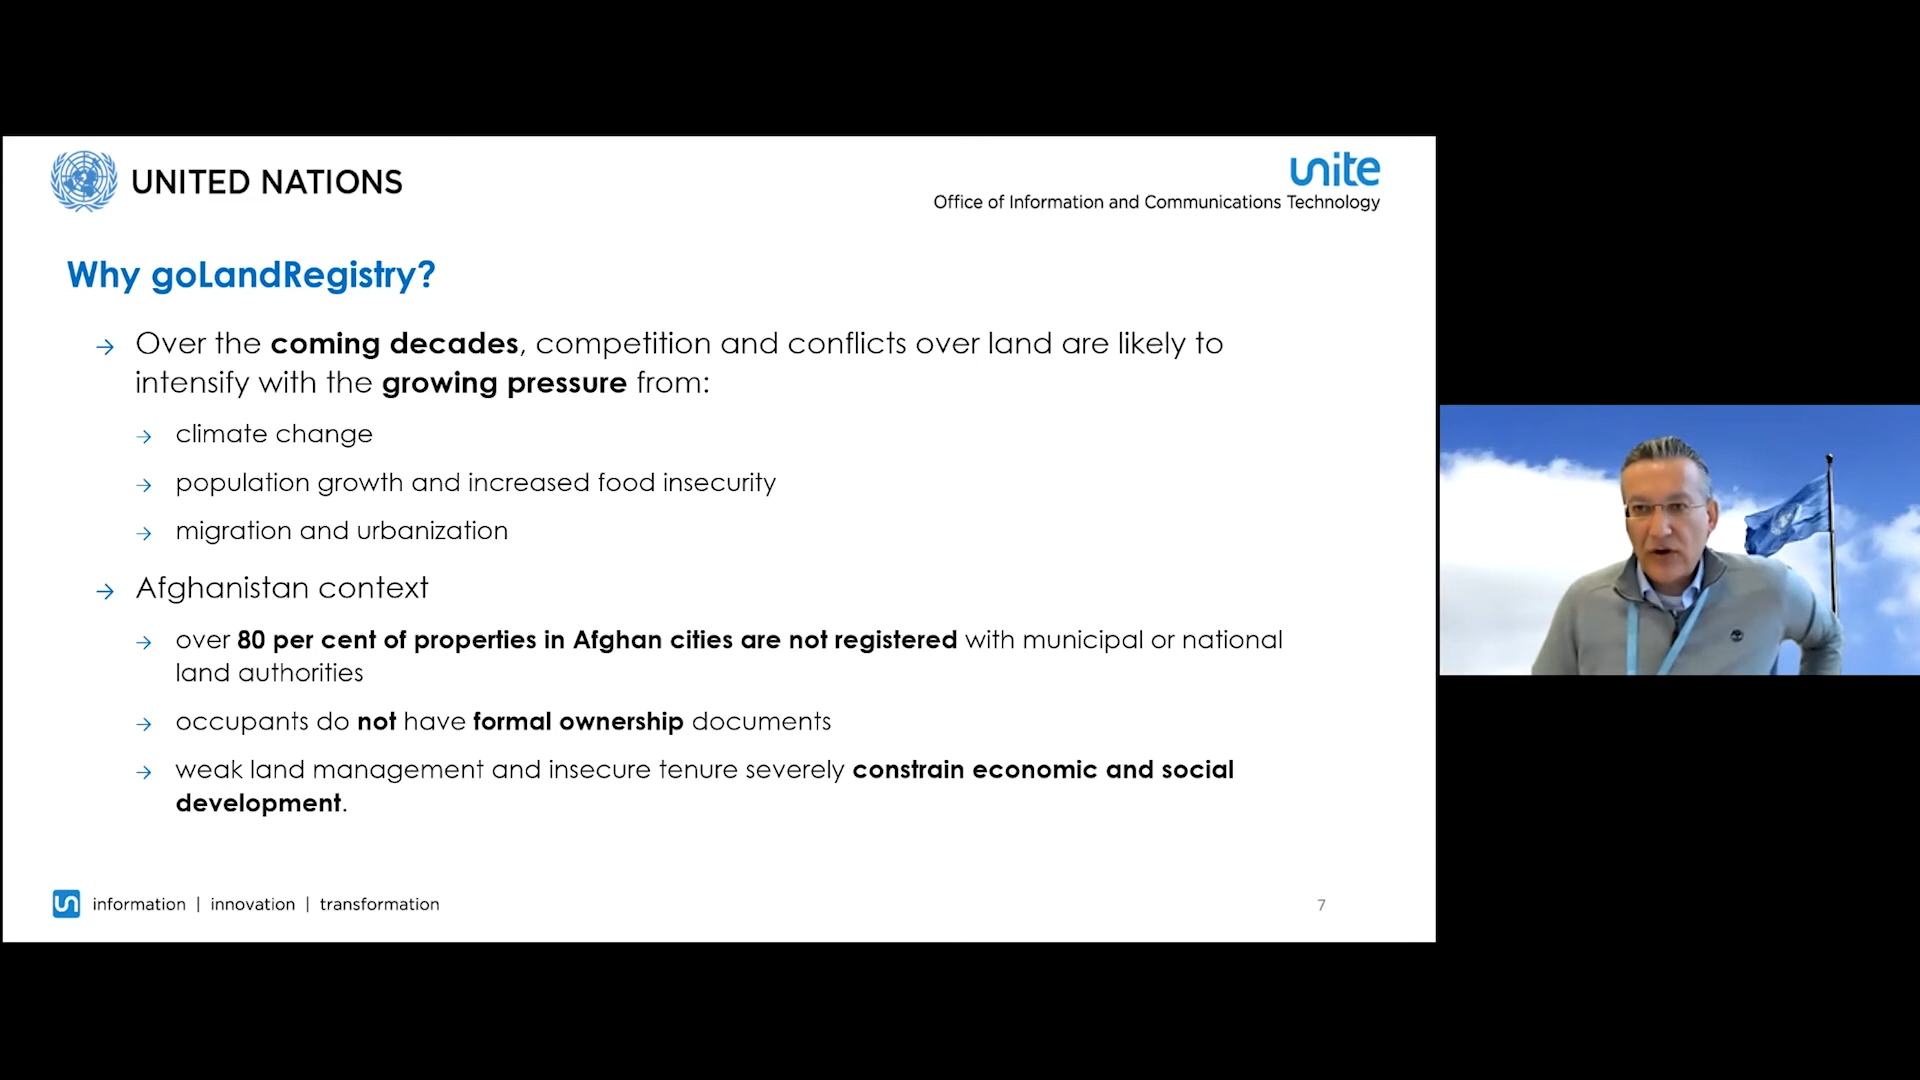 UNITED NATIONS
unite
Office of Information and Communications Technology
Why goLandRegistry?
→ Over the coming decades, competition and conflicts over land are likely to
intensify with the growing pressure from:
→ climate change
→ population growth and increased food insecurity
→ migration and urbanization
→ Afghanistan context
→ over 80 per cent of properties in Afghan cities are not registered with municipal or national
land authorities
→ occupants do not have formal ownership documents
→ weak land management and insecure tenure severely constrain economic and social
development.
un information | innovation | transformation
7